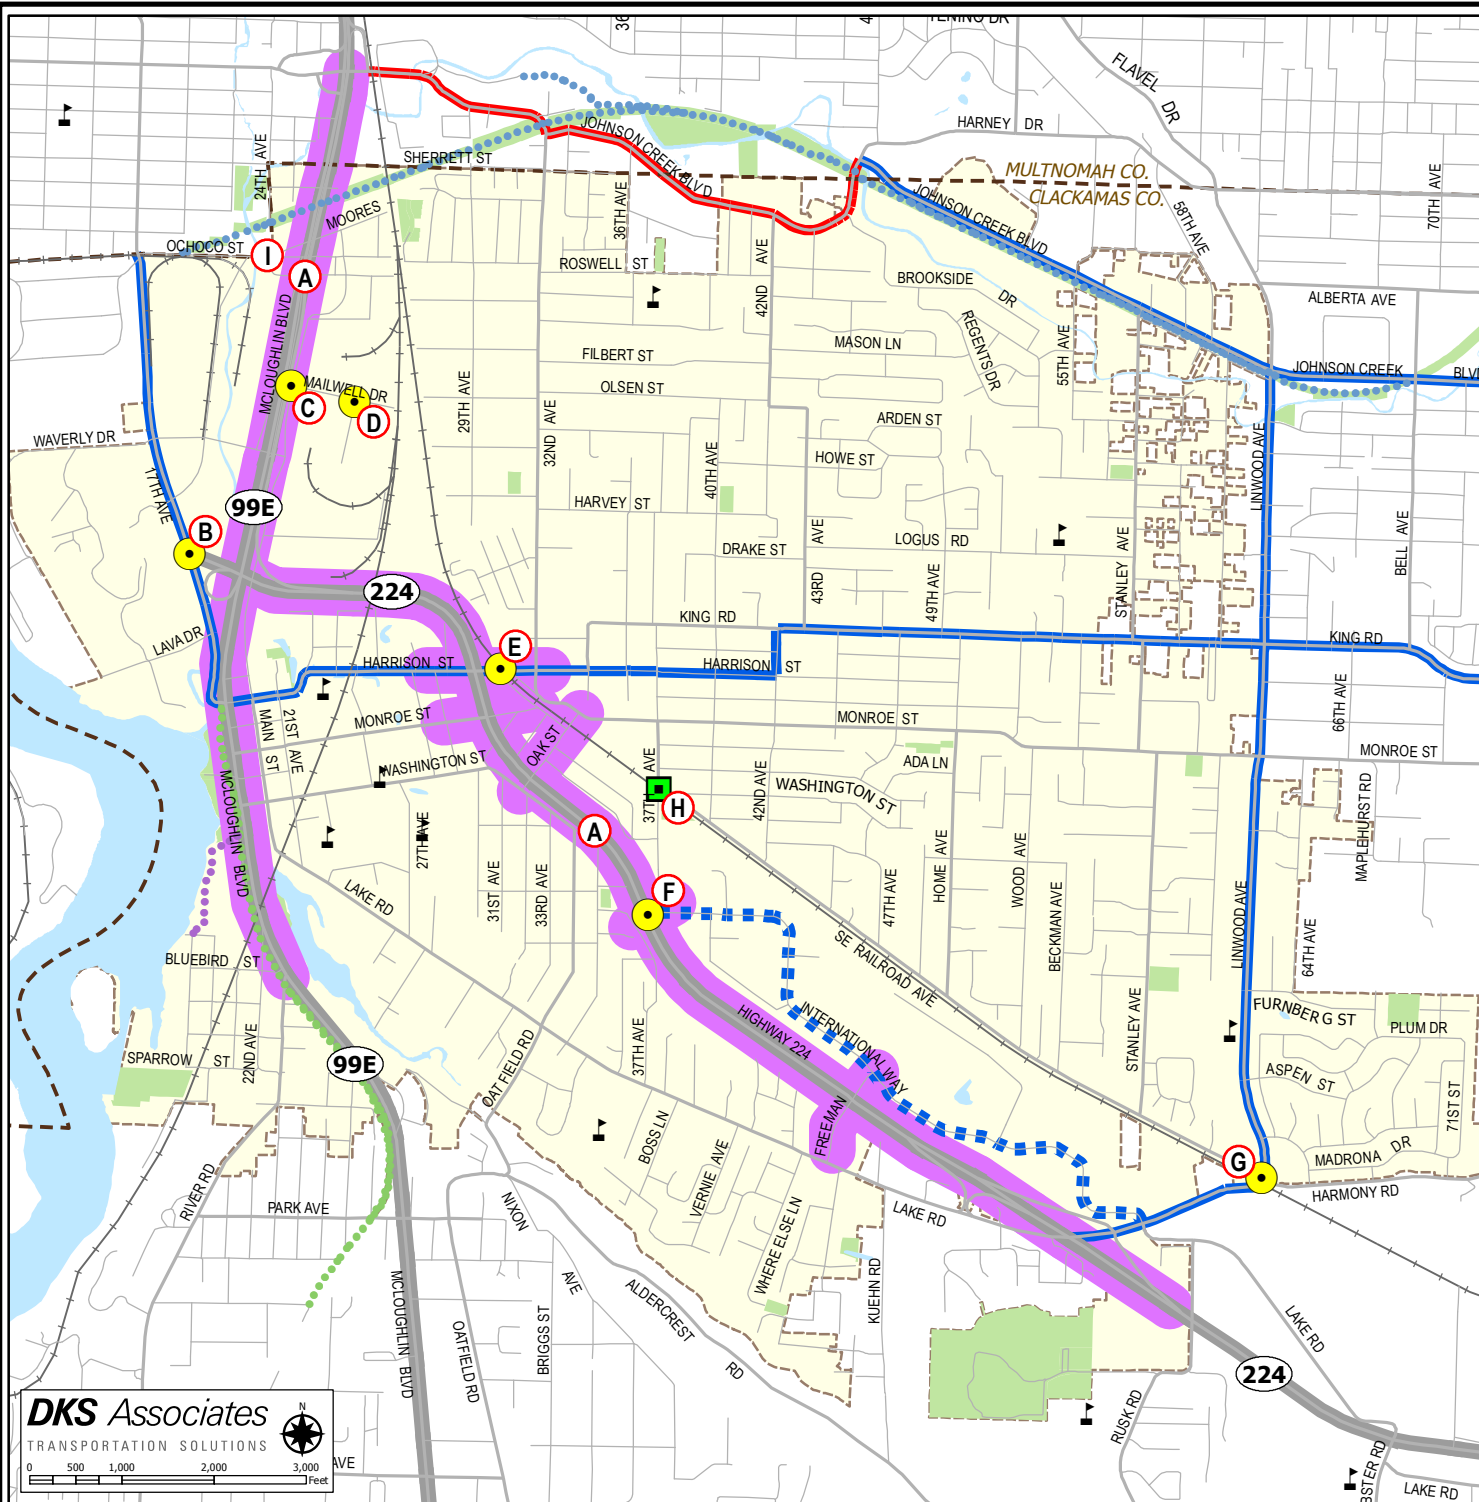 TENINO DR
FLAVEL DR
HARNEY DR
MULTNOMAH CO.
CLACKAMAS CO.
24TH AVE
SHERRETT ST
JOHNSON CREEK BLVD
JOHNSON CREEK BLVD
36TH AVE
58TH AVE
70TH AVE
MOORES
OCHOCO ST
I
A
ROSWELL ST
42ND AVE
BROOKSIDE DR
ALBERTA AVE
MCLOUGHLIN BLVD
REGENTS DR
55TH AVE
MASON LN
FILBERT ST
OLSEN ST
JOHNSON CREEK BLVD
MAILWELL DR
C
D
29TH AVE
32ND AVE
ARDEN ST
WAVERLY DR
17TH AVE
40TH AVE
HOWE ST
LINWOOD AVE
HARVEY ST
99E
B
DRAKE ST
43RD AVE
LOGUS RD
49TH AVE
STANLEY AVE
BELL AVE
224
KING RD
LAVA DR
E
HARRISON ST
HARRISON ST
KING RD
MAIN ST
21ST AVE
MONROE ST
MONROE ST
66TH AVE
MONROE ST
OAK ST
WASHINGTON ST
37TH AVE
42ND AVE
WASHINGTON ST
ADA LN
H
MCLOUGHLIN BLVD
27TH AVE
A
MAPLEHURST RD
LAKE RD
31ST AVE
33RD AVE
F
47TH AVE
HOME AVE
WOOD AVE
BECKMAN AVE
LINWOOD AVE
64TH AVE
SE RAILROAD AVE
BLUEBIRD ST
HIGHWAY 224
INTERNATIONAL WAY
STANLEY AVE
FURNBERG ST
PLUM DR
SPARROW ST
22ND AVE
99E
OATFIELD RD
37TH AVE
ASPEN ST
71ST ST
BOSS LN
VERNIE AVE
FREEMAN
G
MADRONA DR
HARMONY RD
RIVER RD
PARK AVE
NIXON AVE
WHERE ELSE LN
LAKE RD
KUEHN RD
MCLOUGHLIN BLVD
OATFIELD RD
BRIGGS ST
ALDERCREST RD
LAKE RD
224
RUSK RD
DKS Associates
TRANSPORTATION SOLUTIONS
N
0 500 1,000 2,000 3,000
Feet
AVE
LAKE RD